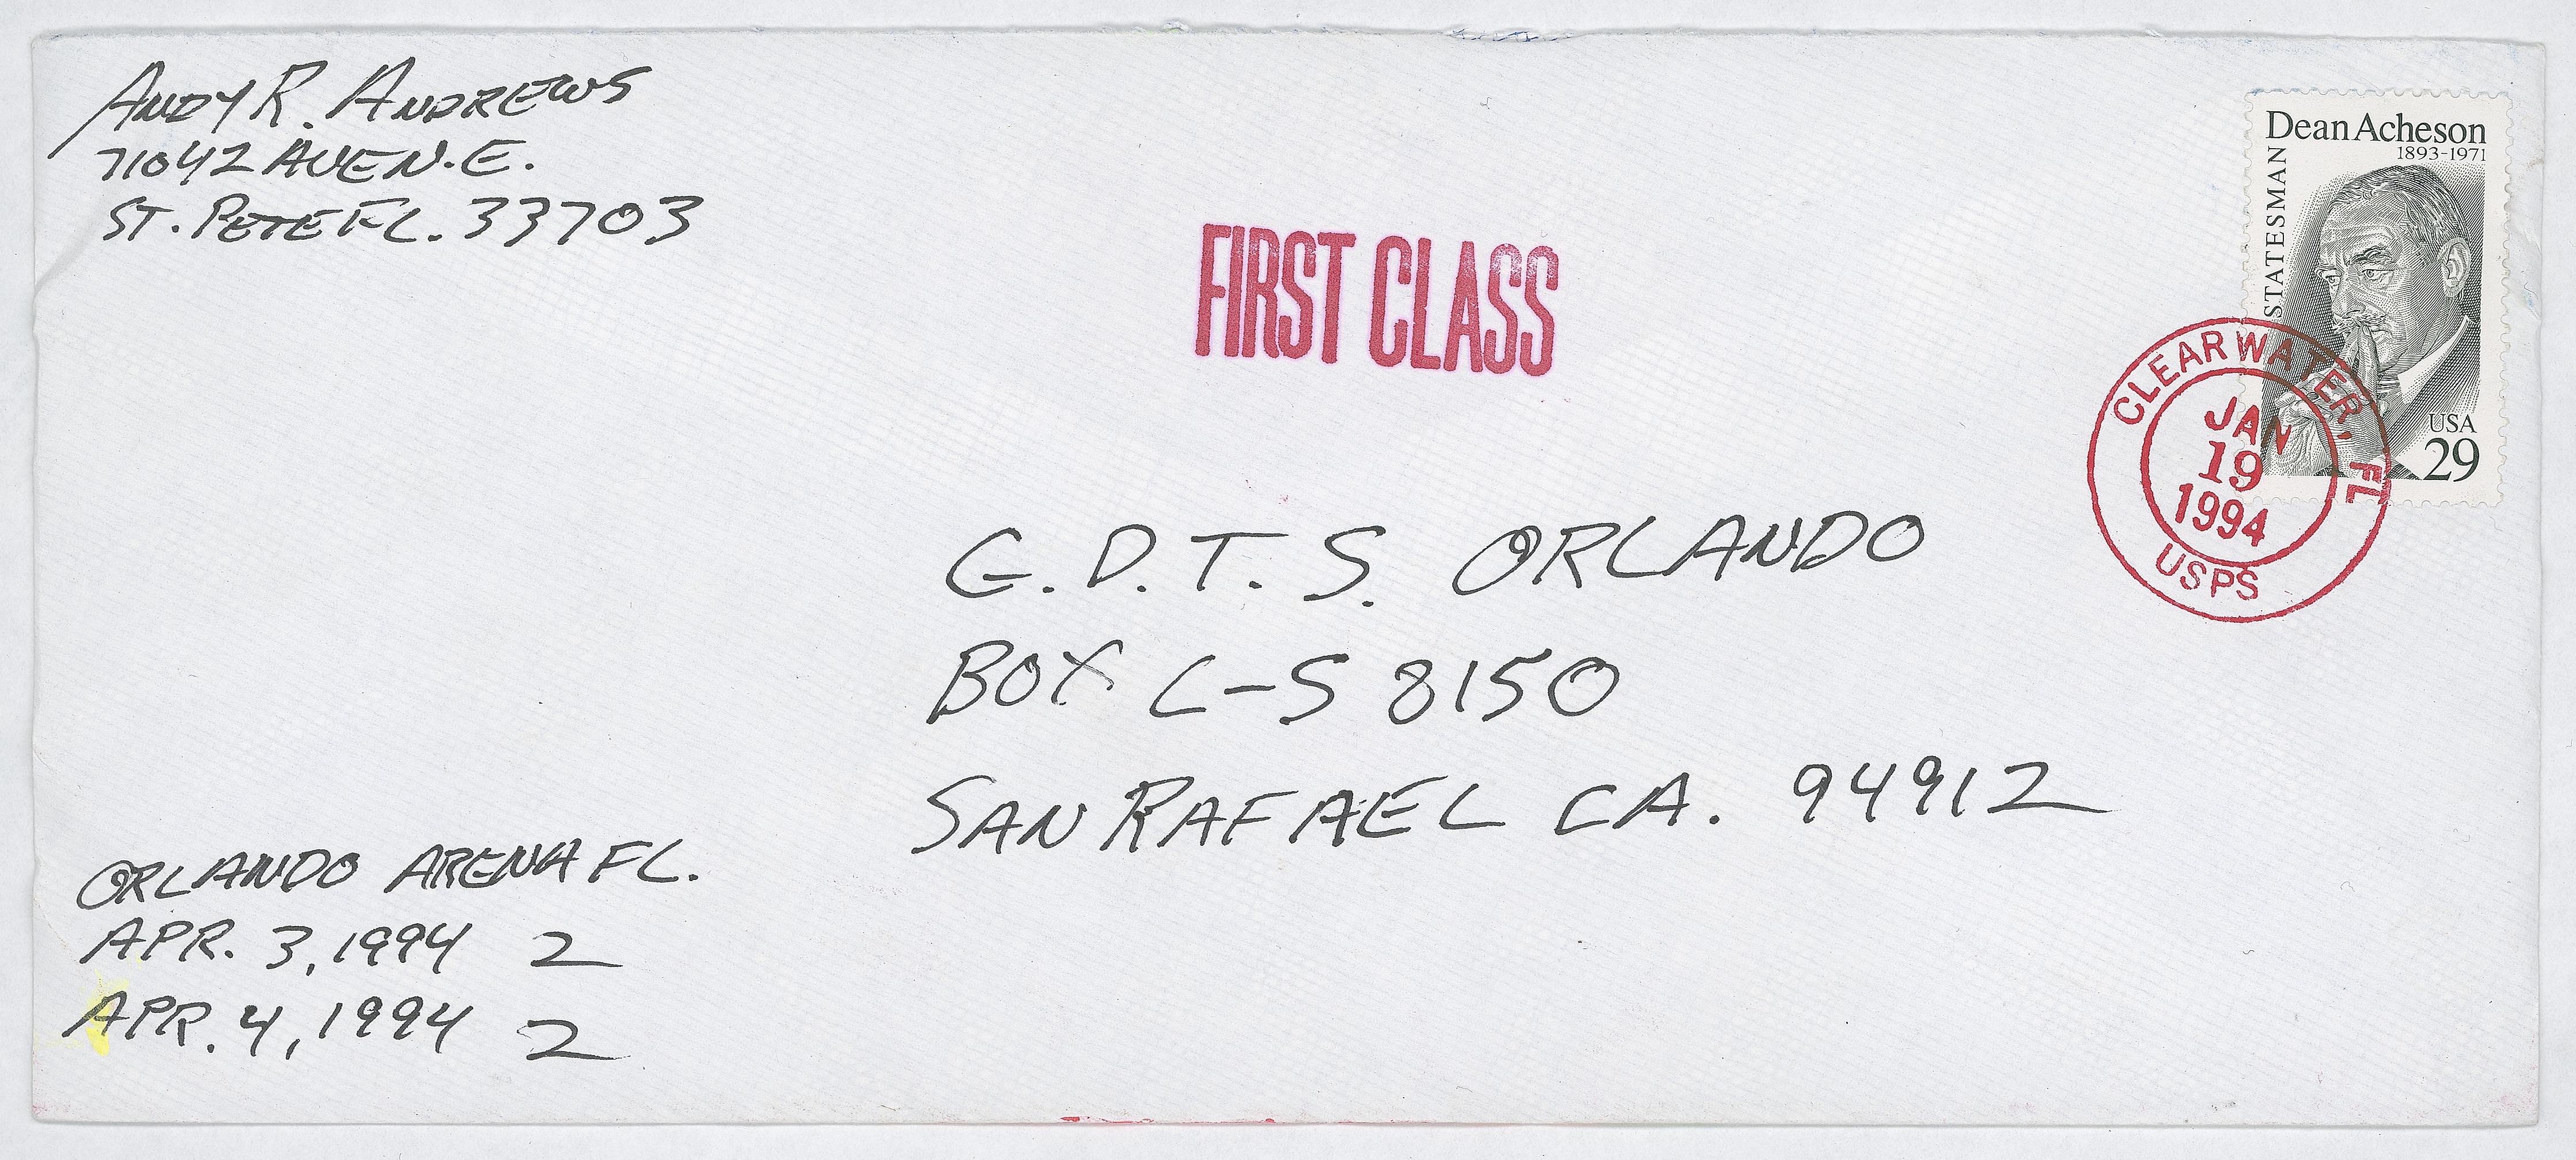 ANDY R. ANDREWS
710 42 AVE N.E.
ST. PETE FL. 33703
FIRST CLASS
Dean Acheson
1893-1971
STATESMAN
USA
29
CLEARWATER, FL
JAN
19
1994
USPS
G.D.T.S. ORLANDO
BOX C-S 8150
SAN RAFAEL CA. 94912
ORLANDO ARENA FL.
APR. 3, 1994 2
APR. 4, 1994 2